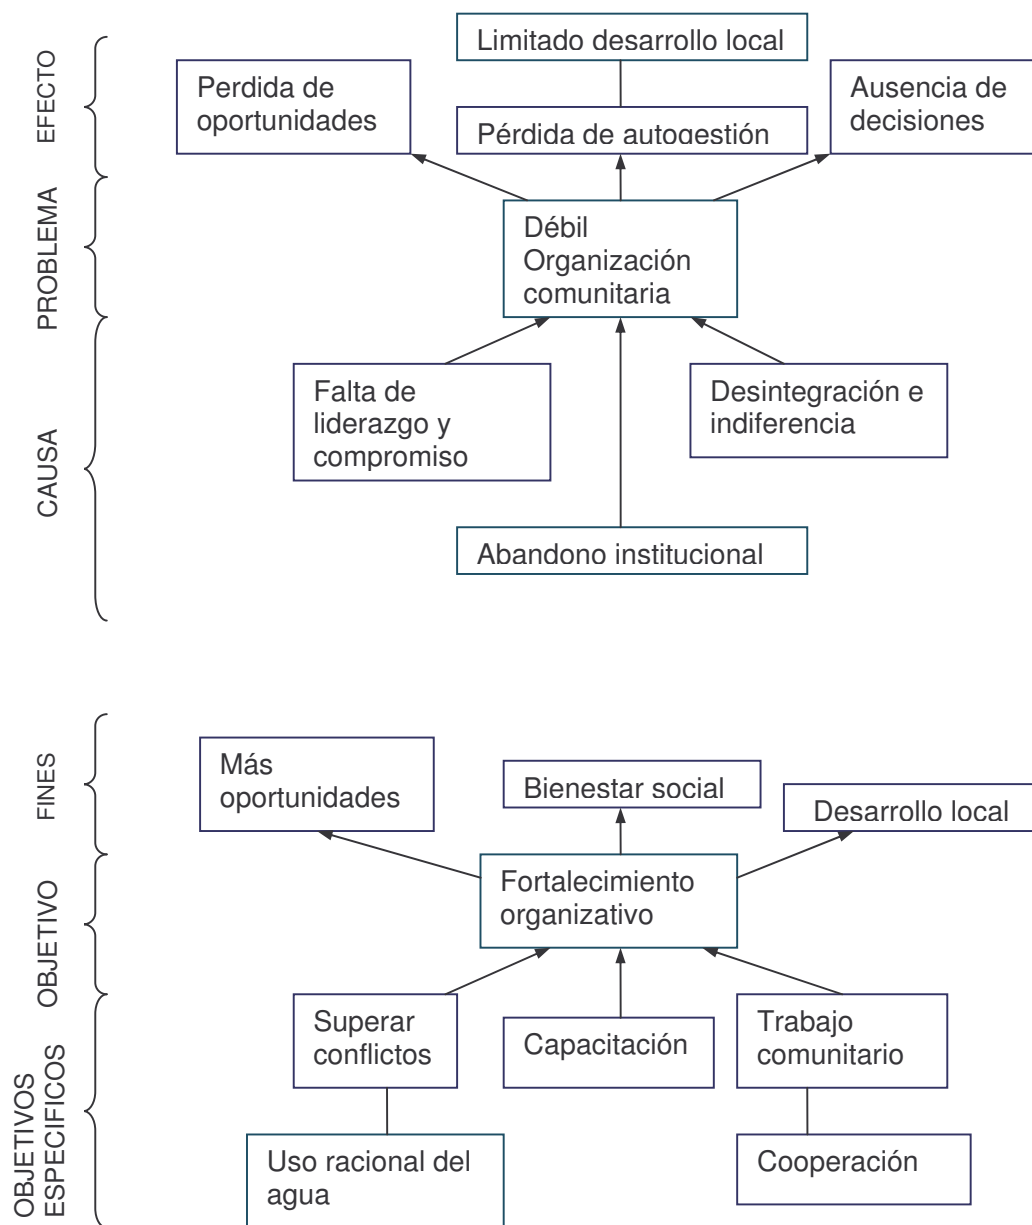 EFECTO
Limitado desarrollo local
Perdida de
oportunidades
Pérdida de autogestión
Ausencia de
decisiones
PROBLEMA
Débil
Organización
comunitaria
CAUSA
Falta de
liderazgo y
compromiso
Desintegración e
indiferencia
Abandono institucional
FINES
Más
oportunidades
Bienestar social
Desarrollo local
OBJETIVO
Fortalecimiento
organizativo
OBJETIVOS
ESPECIFICOS
Superar
conflictos
Capacitación
Trabajo
comunitario
Uso racional del
agua
Cooperación